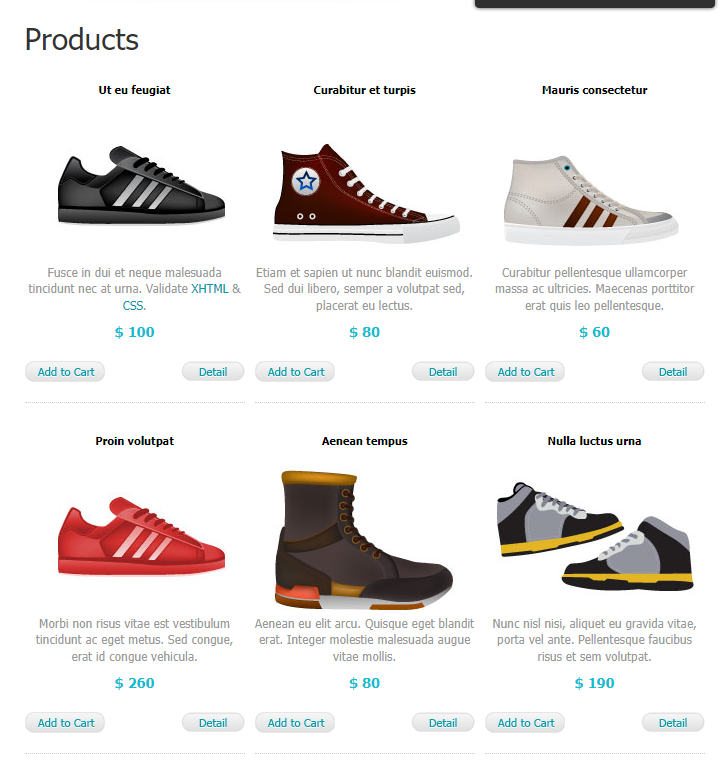 Products
Ut eu feugiat
Curabitur et turpis
Mauris consectetur
Fusce in dui et neque malesuada
tincidunt nec at urna. Validate XHTML &
CSS.
Etiam et sapien ut nunc blandit euismod.
Sed dui libero, semper a volutpat sed,
placerat eu lectus.
Curabitur pellentesque ullamcorper
massa ac ultricies. Maecenas porttitor
erat quis leo pellentesque.
$ 100
$ 80
$ 60
Add to Cart
Detail
Add to Cart
Detail
Add to Cart
Detail
Proin volutpat
Aenean tempus
Nulla luctus urna
Morbi non risus vitae est vestibulum
tincidunt ac eget metus. Sed congue,
erat id congue vehicula.
Aenean eu elit arcu. Quisque eget blandit
erat. Integer molestie malesuada augue
vitae mollis.
Nunc nisl nisi, aliquet eu gravida vitae,
porta vel ante. Pellentesque faucibus
risus et sem volutpat.
$ 260
$ 80
$ 190
Add to Cart
Detail
Add to Cart
Detail
Add to Cart
Detail